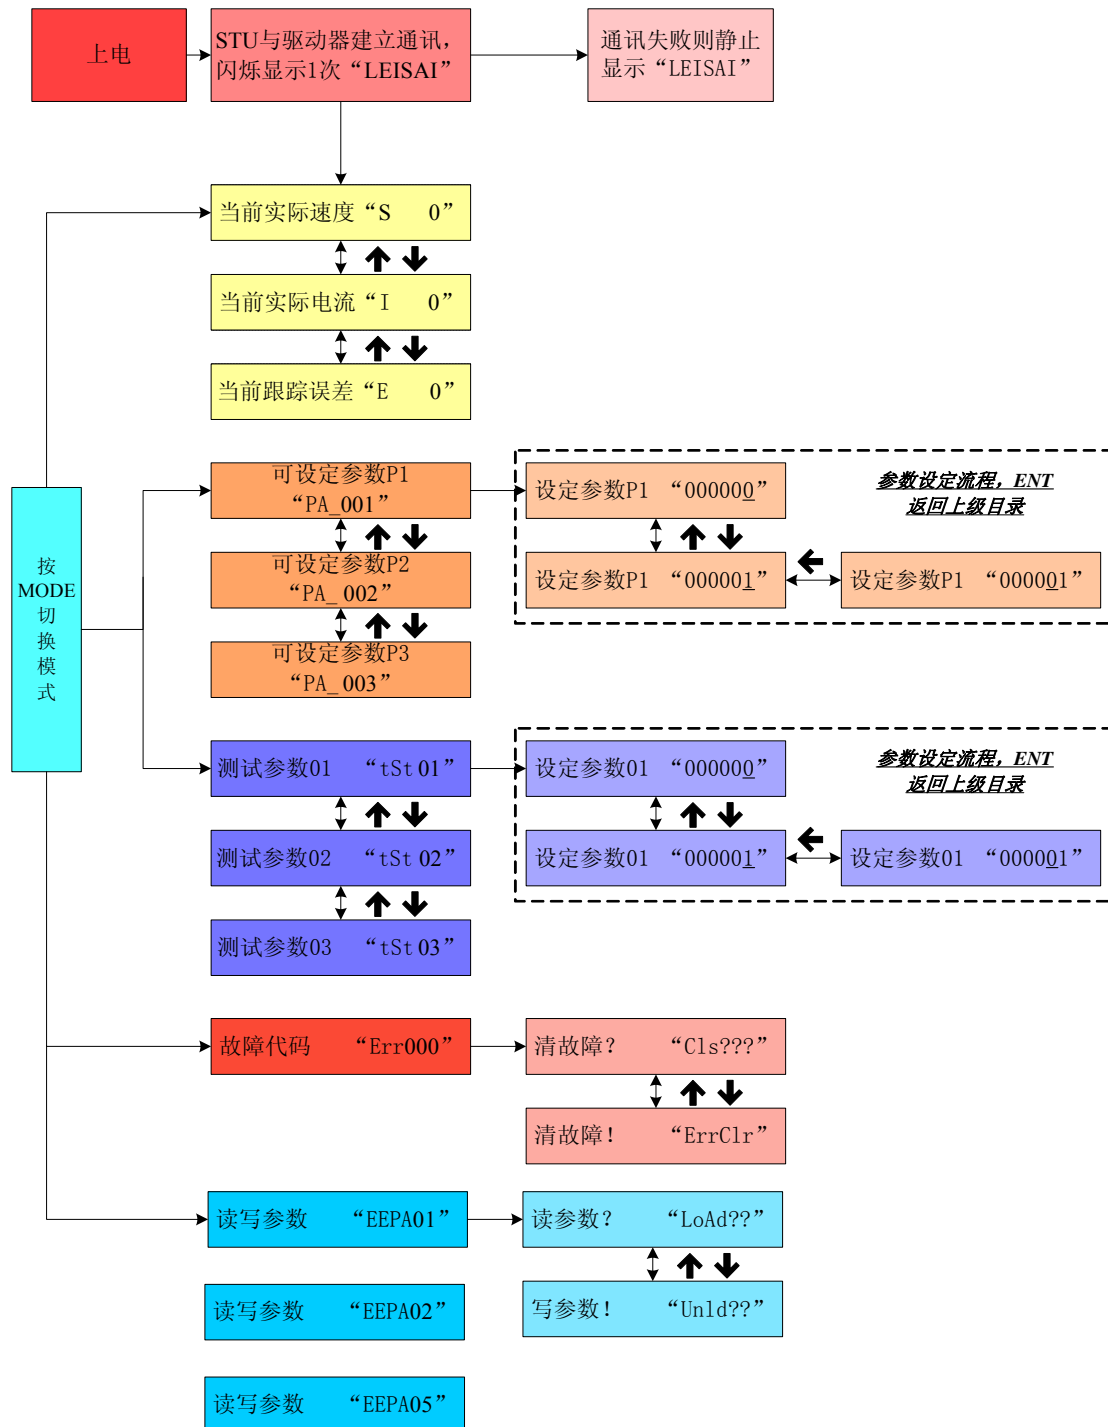 上电
STU与驱动器建立通讯，
闪烁显示1次“LEISAI”
通讯失败则静止
显示“LEISAI”
当前实际速度“S 0”
当前实际电流“I 0”
当前跟踪误差“E 0”
按
MODE
切
换
模
式
可设定参数P1
“PA_001”
可设定参数P2
“PA_002”
可设定参数P3
“PA_003”
设定参数P1 “000000”
设定参数P1 “000001”
设定参数P1 “000001”
参数设定流程，ENT
返回上级目录
测试参数01 “tSt01”
测试参数02 “tSt02”
测试参数03 “tSt03”
设定参数01 “000000”
设定参数01 “000001”
设定参数01 “000001”
参数设定流程，ENT
返回上级目录
故障代码 “Err000”
清故障？ “Cls???”
清故障！ “ErrClr”
读写参数 “EEPA01”
读参数？ “LoAd??”
读写参数 “EEPA02”
写参数！ “Unld??”
读写参数 “EEPA05”